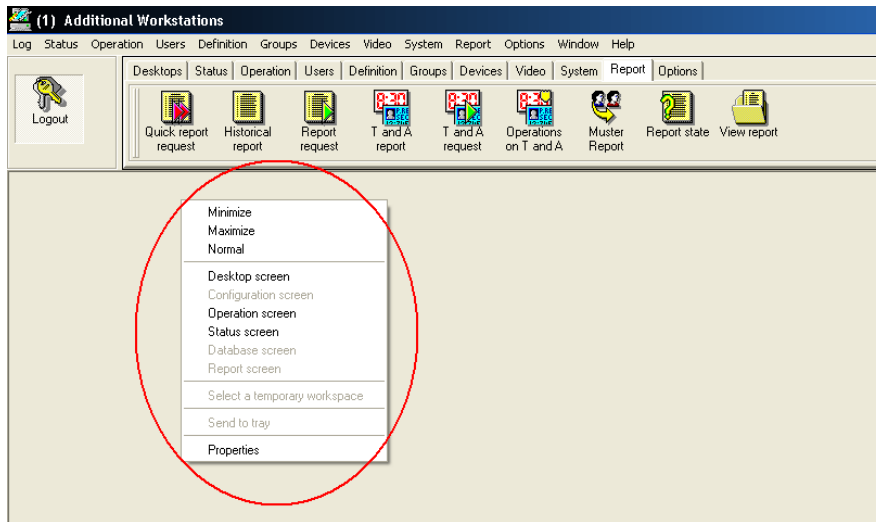 (1) Additional Workstations
Log Status Operation Users Definition Groups Devices Video System Report Options Window Help
Desktops Status Operation Users Definition Groups Devices Video System Report Options
Logout
Quick report request
Historical report
Report request
T and A report
T and A request
Operations on T and A
Muster Report
Report state
View report
Minimize
Maximize
Normal
Desktop screen
Configuration screen
Operation screen
Status screen
Database screen
Report screen
Select a temporary workspace
Send to tray
Properties